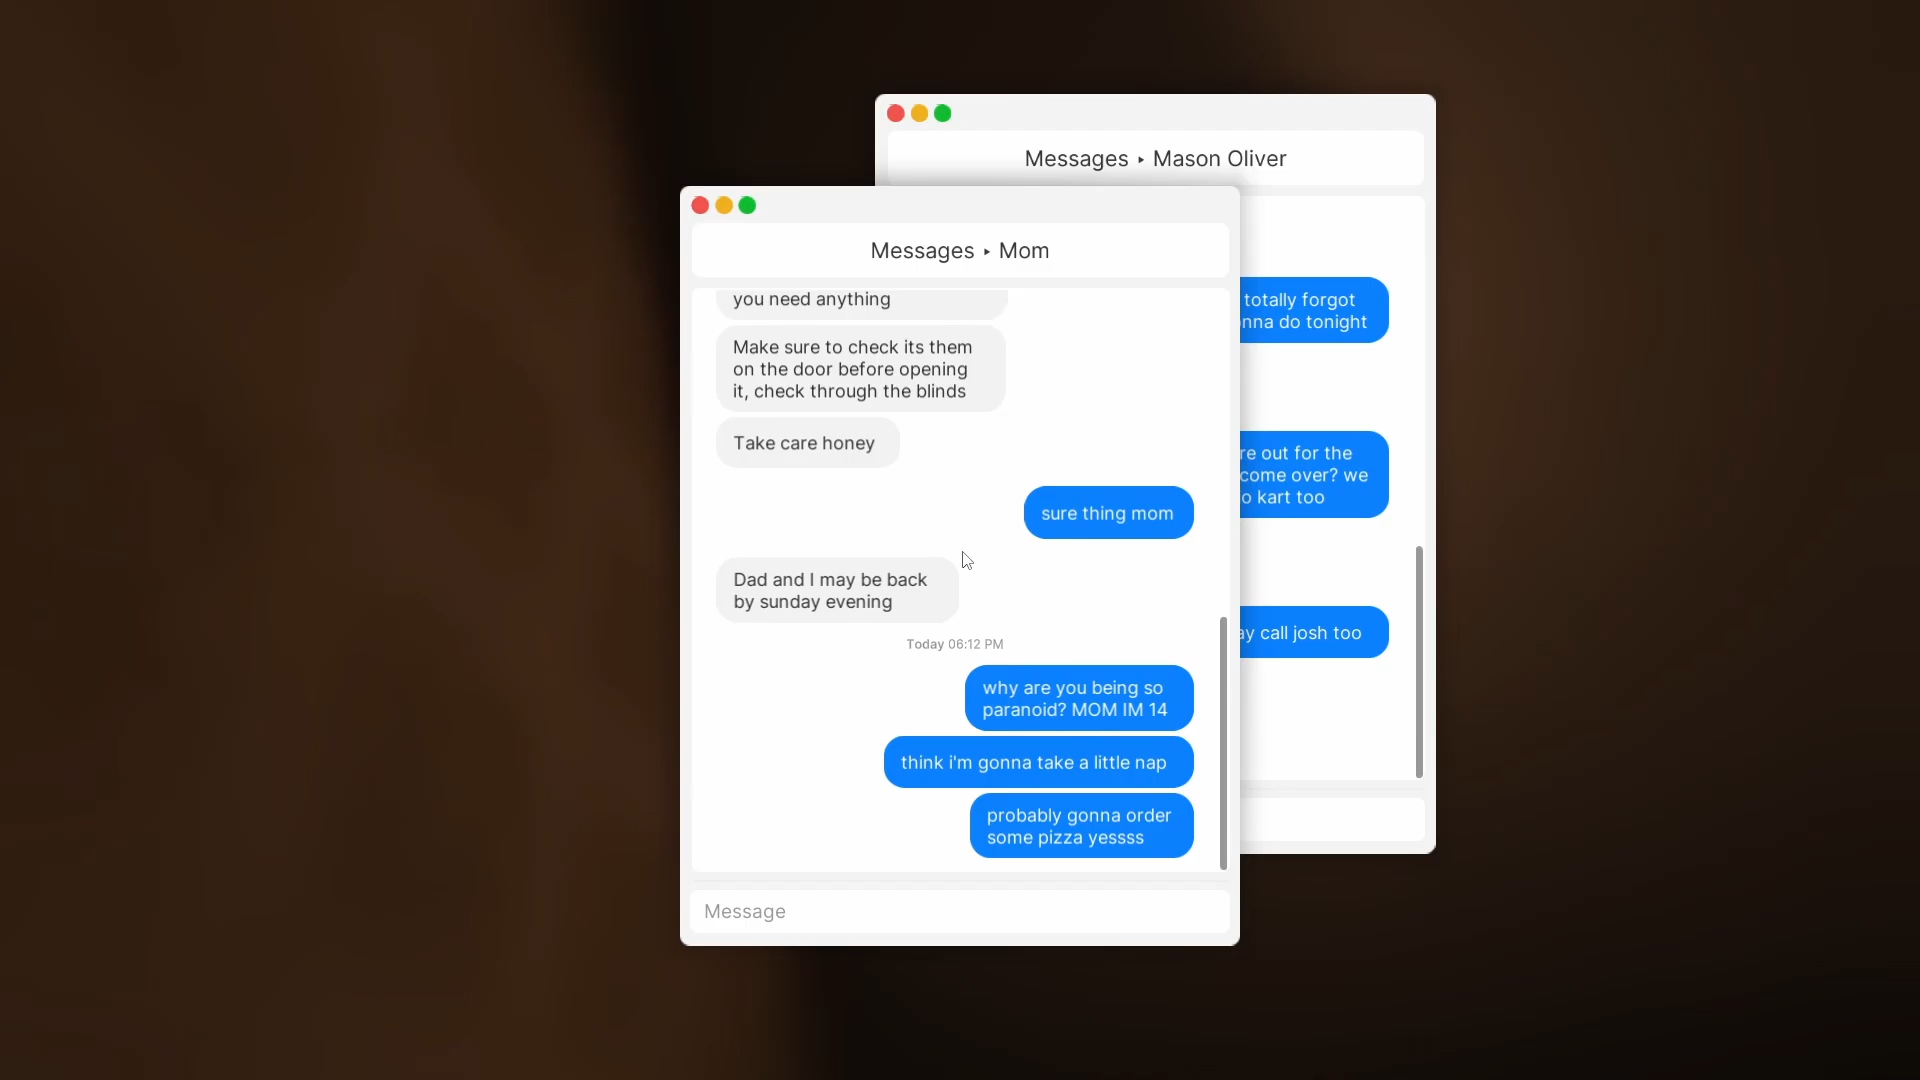 Messages ‣ Mason Oliver
totally forgot
do tonight
re out for the
come over? we
kart too
call josh too
Messages ‣ Mom
you need anything
Make sure to check its them
on the door before opening
it, check through the blinds
Take care honey
sure thing mom
Dad and I may be back
by sunday evening
Today 06:12 PM
why are you being so
paranoid? MOM IM 14
think i'm gonna take a little nap
probably gonna order
some pizza yessss
Message